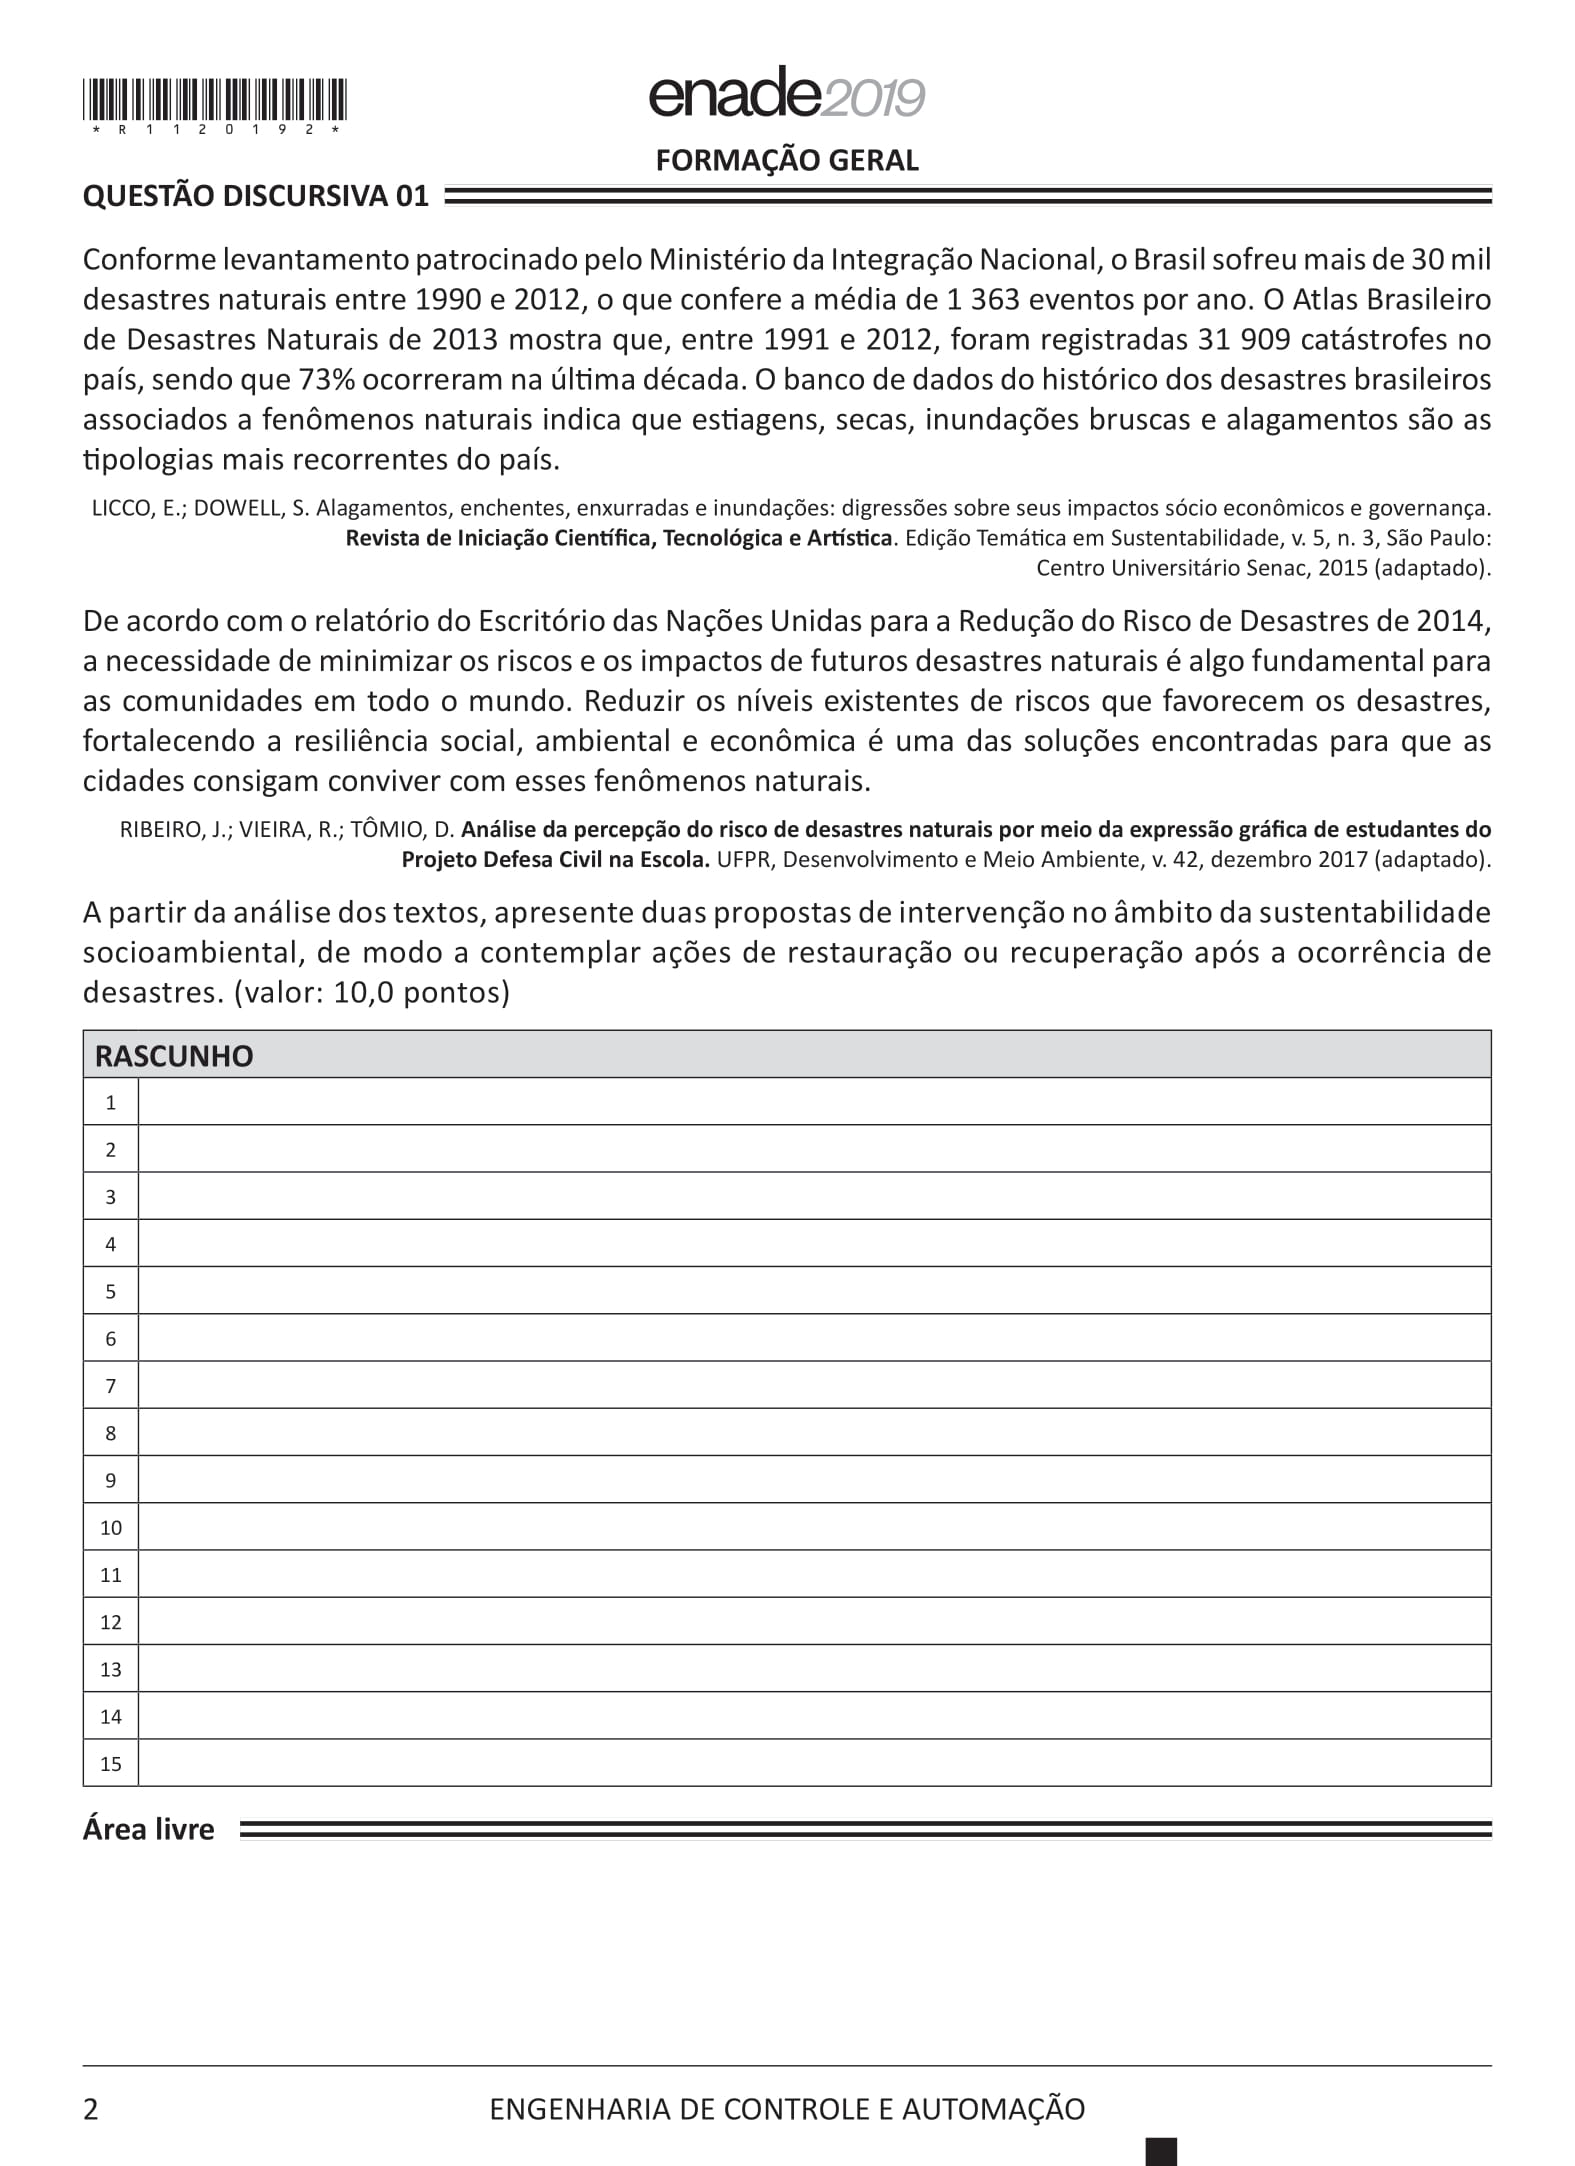 enade2019
*R1120192*
FORMAÇÃO GERAL
QUESTÃO DISCURSIVA 01
Conforme levantamento patrocinado pelo Ministério da Integração Nacional, o Brasil sofreu mais de 30 mil
desastres naturais entre 1990 e 2012, o que confere a média de 1 363 eventos por ano. O Atlas Brasileiro
de Desastres Naturais de 2013 mostra que, entre 1991 e 2012, foram registradas 31 909 catástrofes no
país, sendo que 73% ocorreram na última década. O banco de dados do histórico dos desastres brasileiros
associados a fenômenos naturais indica que estiagens, secas, inundações bruscas e alagamentos são as
tipologias mais recorrentes do país.
LICCO, E.; DOWELL, S. Alagamentos, enchentes, enxurradas e inundações: digressões sobre seus impactos sócio econômicos e governança.
Revista de Iniciação Científica, Tecnológica e Artística. Edição Temática em Sustentabilidade, v. 5, n. 3, São Paulo:
Centro Universitário Senac, 2015 (adaptado).
De acordo com o relatório do Escritório das Nações Unidas para a Redução do Risco de Desastres de 2014,
a necessidade de minimizar os riscos e os impactos de futuros desastres naturais é algo fundamental para
as comunidades em todo o mundo. Reduzir os níveis existentes de riscos que favorecem os desastres,
fortalecendo a resiliência social, ambiental e econômica é uma das soluções encontradas para que as
cidades consigam conviver com esses fenômenos naturais.
RIBEIRO, J.; VIEIRA, R.; TÔMIO, D. Análise da percepção do risco de desastres naturais por meio da expressão gráfica de estudantes do
Projeto Defesa Civil na Escola. UFPR, Desenvolvimento e Meio Ambiente, v. 42, dezembro 2017 (adaptado).
A partir da análise dos textos, apresente duas propostas de intervenção no âmbito da sustentabilidade
socioambiental, de modo a contemplar ações de restauração ou recuperação após a ocorrência de
desastres. (valor: 10,0 pontos)
RASCUNHO
1
2
3
4
5
6
7
8
9
10
11
12
13
14
15
Área livre
2
ENGENHARIA DE CONTROLE E AUTOMAÇÃO